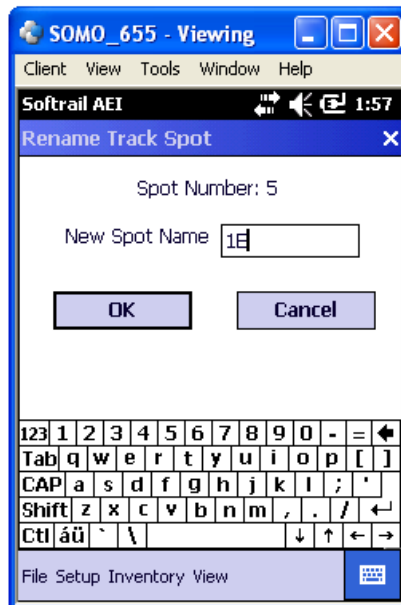 SOMO_655 - Viewing
Client View Tools Window Help
Softrail AEI 1:57
Rename Track Spot
Spot Number: 5
New Spot Name 1E
OK Cancel
123 1 2 3 4 5 6 7 8 9 0 - =
Tab q w e r t y u i o p [ ]
CAP a s d f g h j k l ; '
Shift z x c v b n m , . /
Ctl áü ` \ ↓ ↑ ← →
File Setup Inventory View